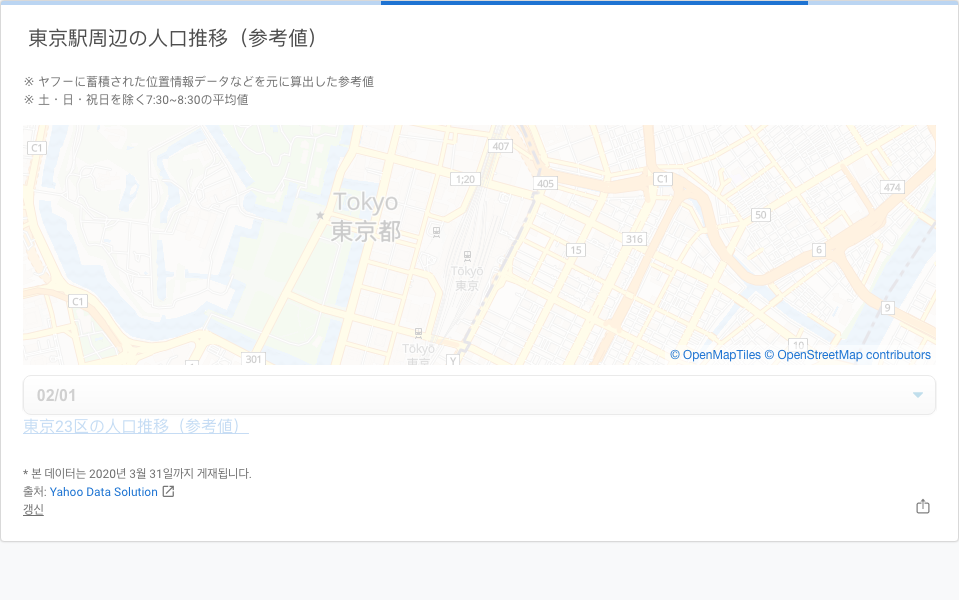 東京駅周辺の人口推移（参考値）
※ ヤフーに蓄積された位置情報データなどを元に算出した参考値
※ 土・日・祝日を除く7:30~8:30の平均値
C1
407
1;20
405
C1
474
Tokyo
東京都
50
316
15
6
Tōkyō
東京
C1
9
Tōkyō
東京
10
301
1
Y
© OpenMapTiles © OpenStreetMap contributors
02/01
東京23区の人口推移（参考値）
* 본 데이터는 2020년 3월 31일까지 게재됩니다.
출처: Yahoo Data Solution
갱신